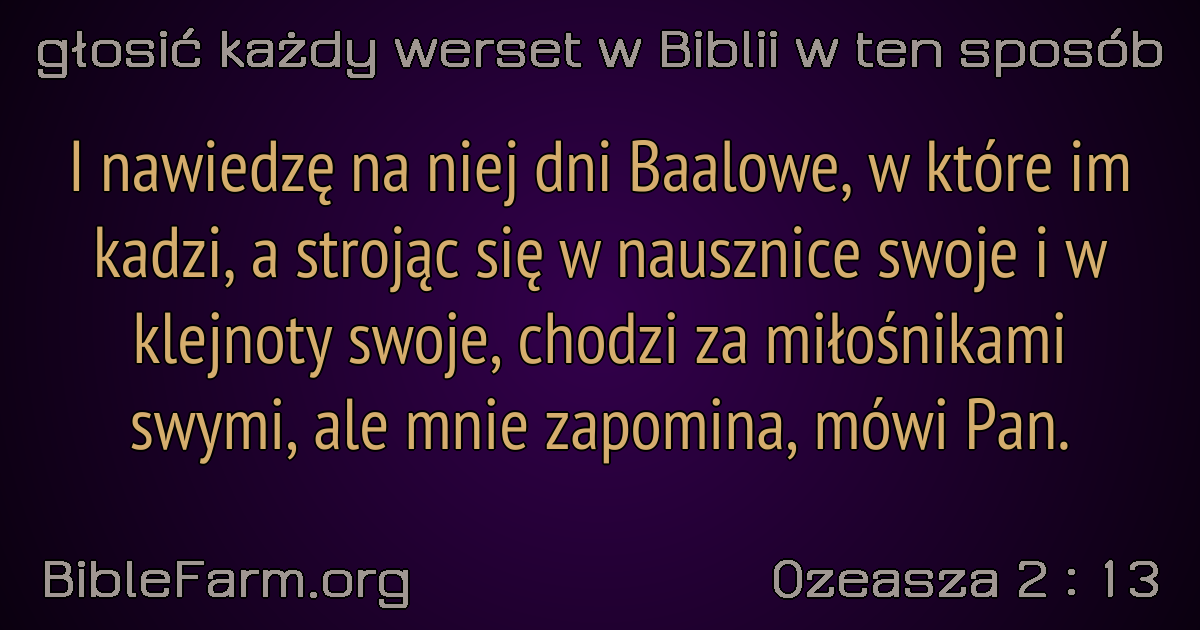 głosić każdy werset w Biblii w ten sposób
I nawiedzę na niej dni Baalowe, w które im
kadzi, a strojąc się w nausznice swoje i w
klejnoty swoje, chodzi za miłośnikami
swymi, ale mnie zapomina, mówi Pan.
BibleFarm.org
Ozeasza 2 : 13